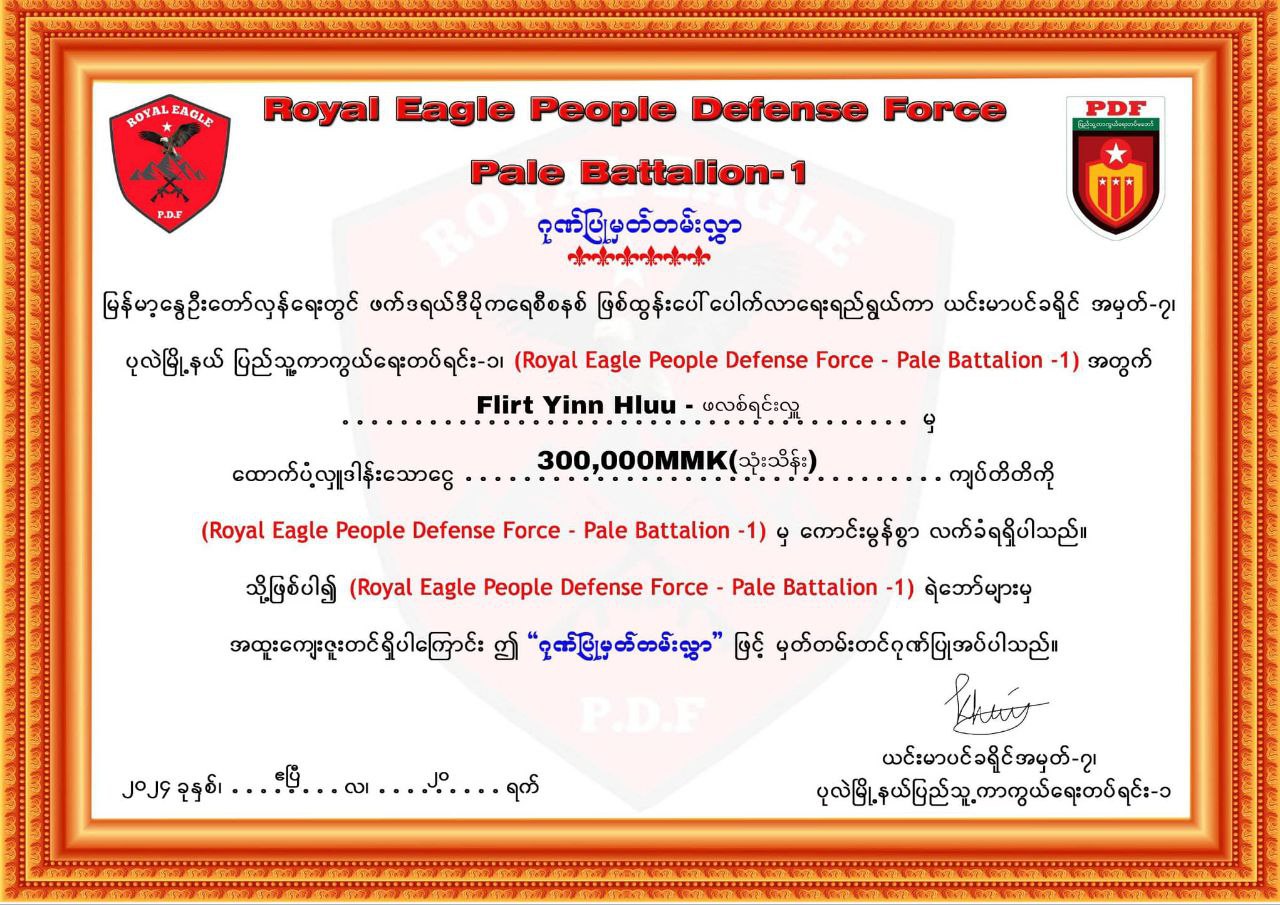 Royal Eagle People Defense Force
Pale Battalion-1
ROYAL EAGLE
P.D.F
PDF
ပြည်သူ့ကာကွယ်ရေးတပ်မတော်
ဂုဏ်ပြုမှတ်တမ်းလွှာ
မြန်မာ့နွေဦးတော်လှန်ရေးတွင် ဖက်ဒရယ်ဒီမိုကရေစီစနစ် ဖြစ်ထွန်းပေါ်ပေါက်လာရေးရည်ရွယ်ကာ ယင်းမာပင်ခရိုင် အမှတ်-၇၊
ပုလဲမြို့နယ် ပြည်သူ့ကာကွယ်ရေးတပ်ရင်း-၁၊ (Royal Eagle People Defense Force - Pale Battalion -1) အတွက်
Flirt Yinn Hluu - ဖလစ်ရင်းလှူ မှ
ထောက်ပံ့လှူဒါန်းသောငွေ 300,000MMK(သုံးသိန်း) ကျပ်တိတိကို
(Royal Eagle People Defense Force - Pale Battalion -1) မှ ကောင်းမွန်စွာ လက်ခံရရှိပါသည်။
သို့ဖြစ်ပါ၍ (Royal Eagle People Defense Force - Pale Battalion -1) ရဲဘော်များမှ
အထူးကျေးဇူးတင်ရှိပါကြောင်း ဤ “ဂုဏ်ပြုမှတ်တမ်းလွှာ” ဖြင့် မှတ်တမ်းတင်ဂုဏ်ပြုအပ်ပါသည်။
ROYAL EAGLE
P.D.F
ယင်းမာပင်ခရိုင်အမှတ်-၇၊
ပုလဲမြို့နယ်ပြည်သူ့ကာကွယ်ရေးတပ်ရင်း-၁
၂၀၂၄ ခုနှစ်၊ ဧပြီ လ၊ ၂၀ ရက်